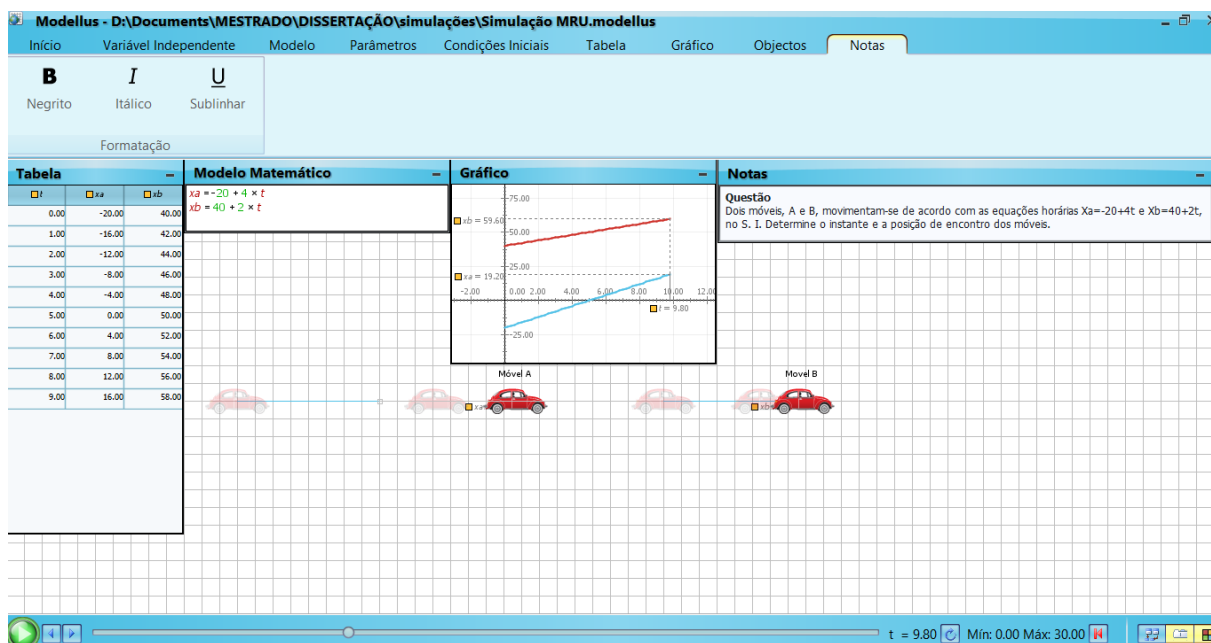 Modellus - D:\Documents\MESTRADO\DISSERTAÇÃO\simulações\Simulação MRU.modellus
Início Variável Independente Modelo Parâmetros Condições Iniciais Tabela Gráfico Objectos Notas
B I U
Negrito Itálico Sublinhar
Formatação
Tabela
t xa xb
0.00 -20.00 40.00
1.00 -16.00 42.00
2.00 -12.00 44.00
3.00 -8.00 46.00
4.00 -4.00 48.00
5.00 0.00 50.00
6.00 4.00 52.00
7.00 8.00 54.00
8.00 12.00 56.00
9.00 16.00 58.00
Modelo Matemático
xa =-20 + 4 × t
xb = 40 + 2 × t
Gráfico
75.00
xb = 59.60
50.00
25.00
xa = 19.20
-2.00 0.00 2.00 4.00 6.00 8.00 10.00 12.00
t = 9.80
-25.00
Notas
Questão
Dois móveis, A e B, movimentam-se de acordo com as equações horárias Xa=-20+4t e Xb=40+2t,
no S. I. Determine o instante e a posição de encontro dos móveis.
Móvel A
xa
Movel B
xb
t = 9.80 Mín: 0.00 Máx: 30.00